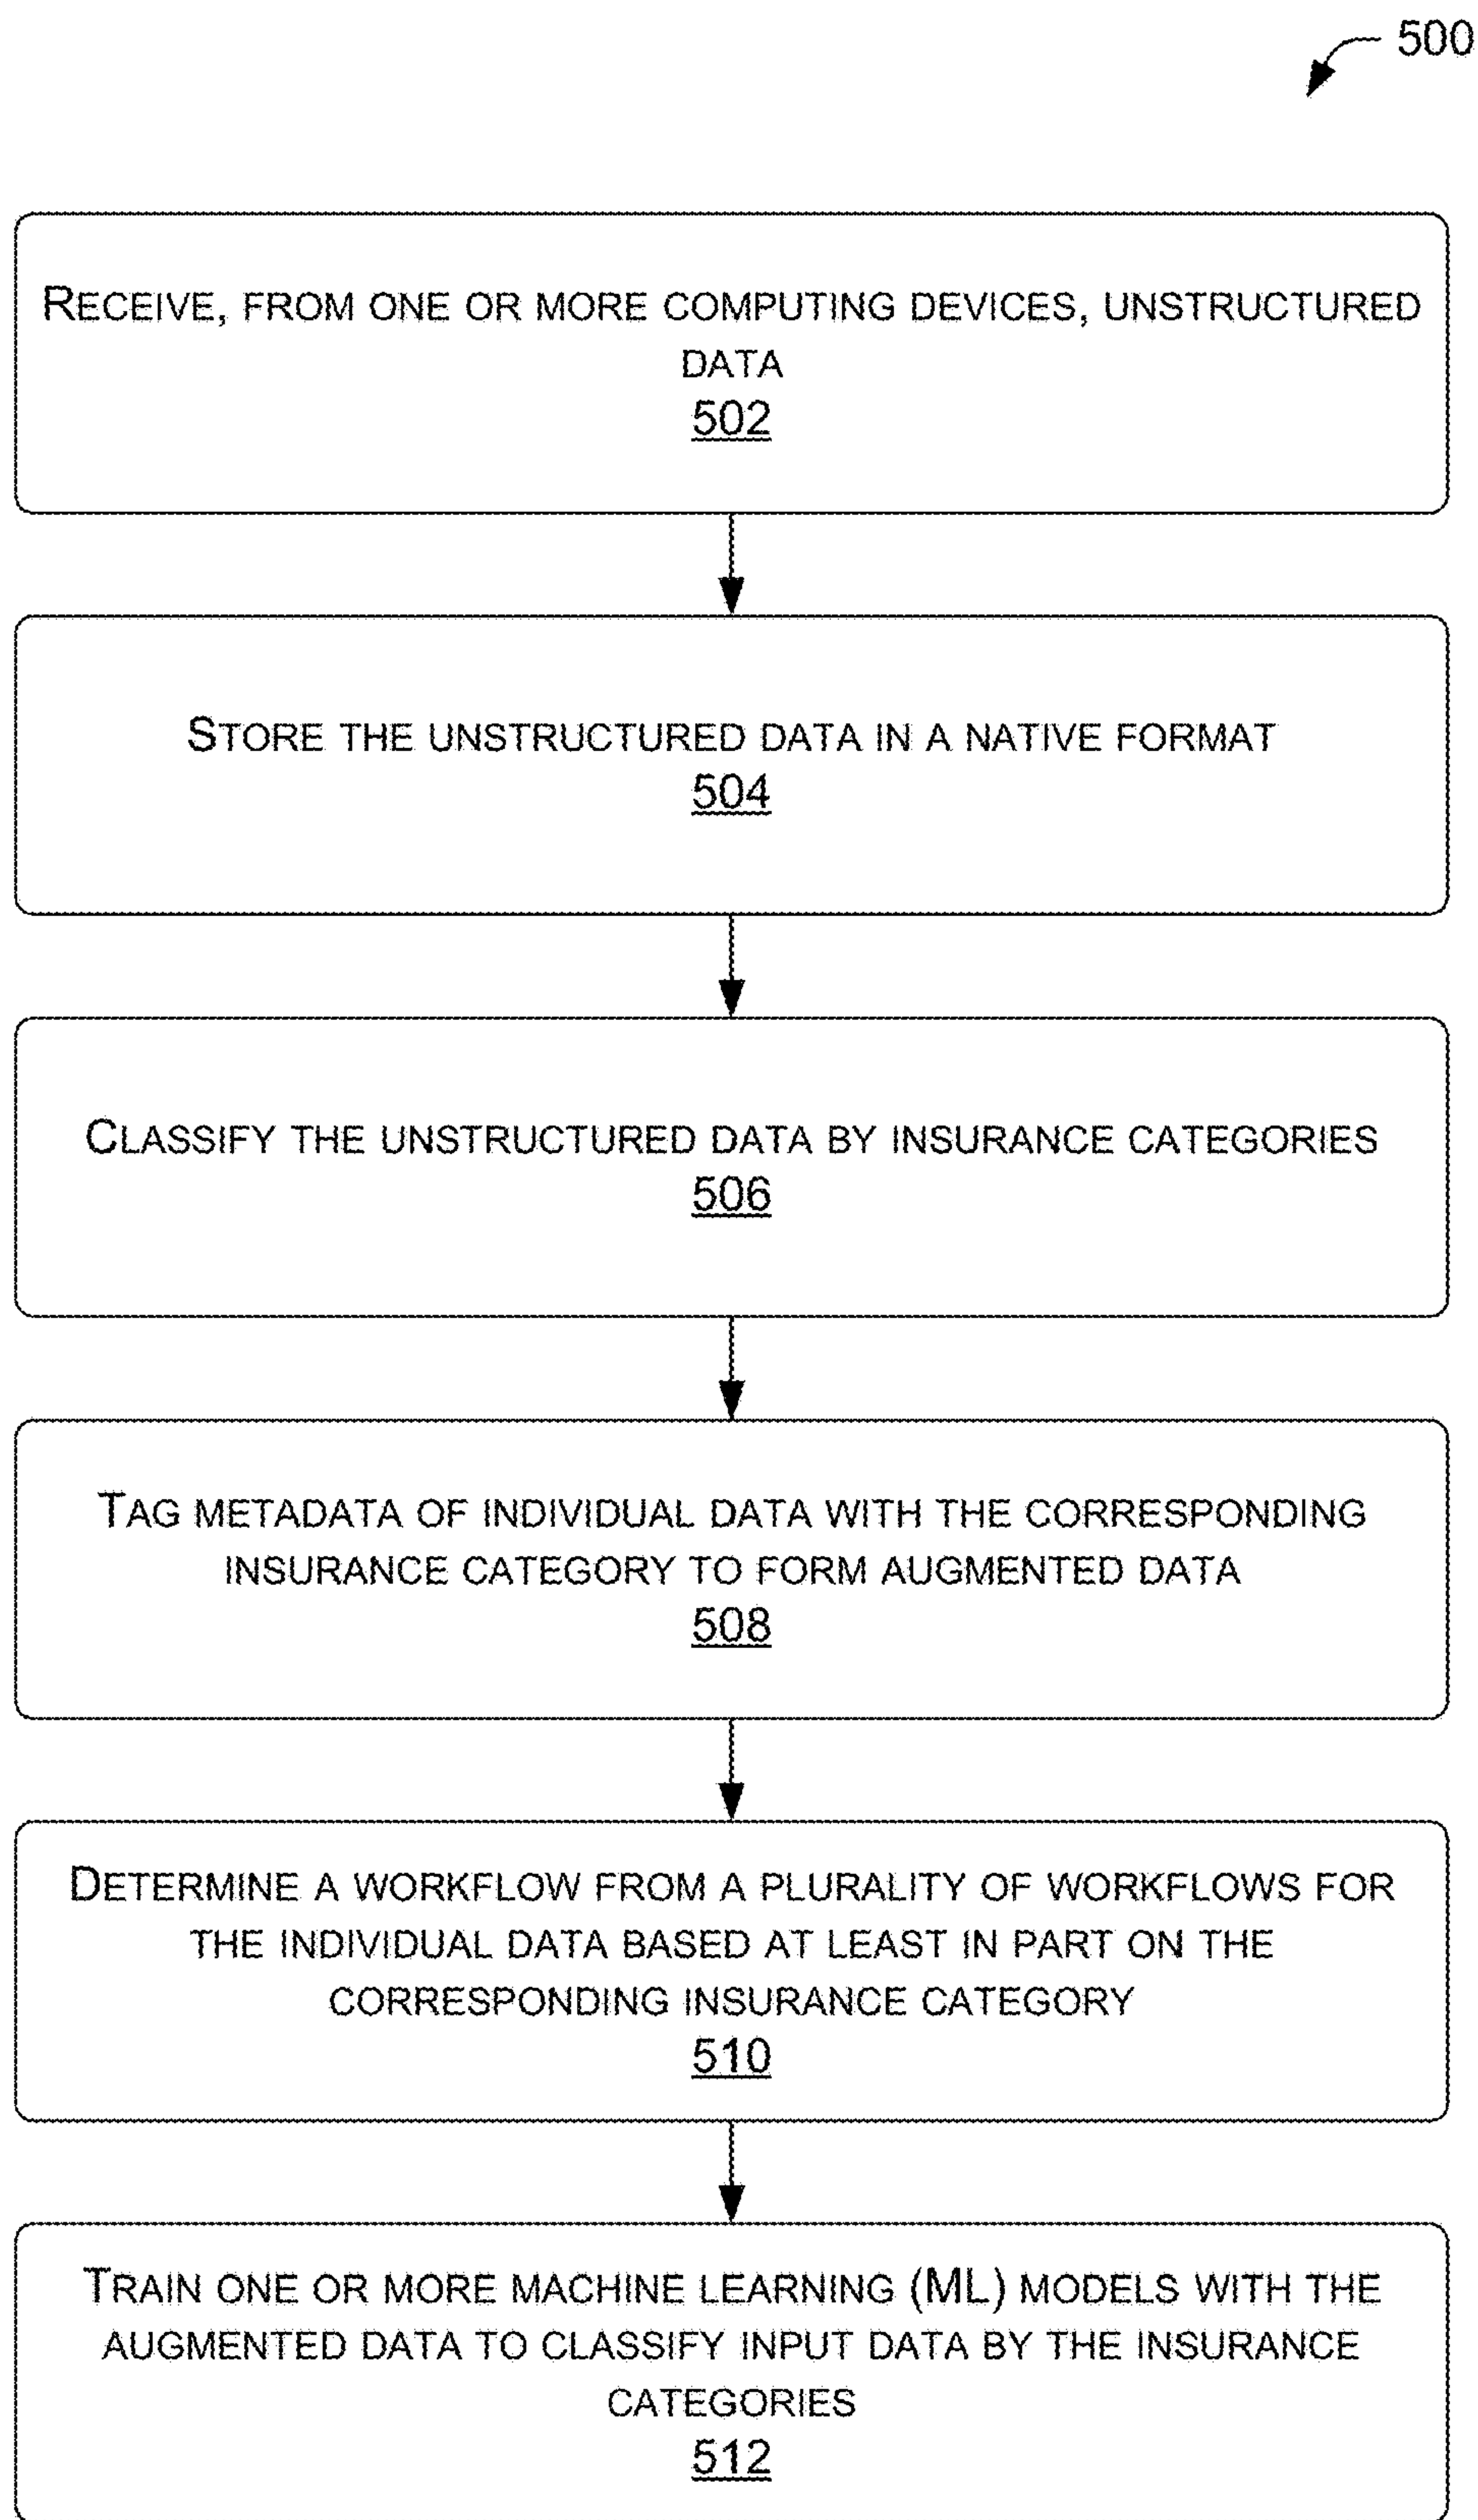 500
RECEIVE, FROM ONE OR MORE COMPUTING DEVICES, UNSTRUCTURED
DATA
502
STORE THE UNSTRUCTURED DATA IN A NATIVE FORMAT
504
CLASSIFY THE UNSTRUCTURED DATA BY INSURANCE CATEGORIES
506
TAG METADATA OF INDIVIDUAL DATA WITH THE CORRESPONDING
INSURANCE CATEGORY TO FORM AUGMENTED DATA
508
DETERMINE A WORKFLOW FROM A PLURALITY OF WORKFLOWS FOR
THE INDIVIDUAL DATA BASED AT LEAST IN PART ON THE
CORRESPONDING INSURANCE CATEGORY
510
TRAIN ONE OR MORE MACHINE LEARNING (ML) MODELS WITH THE
AUGMENTED DATA TO CLASSIFY INPUT DATA BY THE INSURANCE
CATEGORIES
512